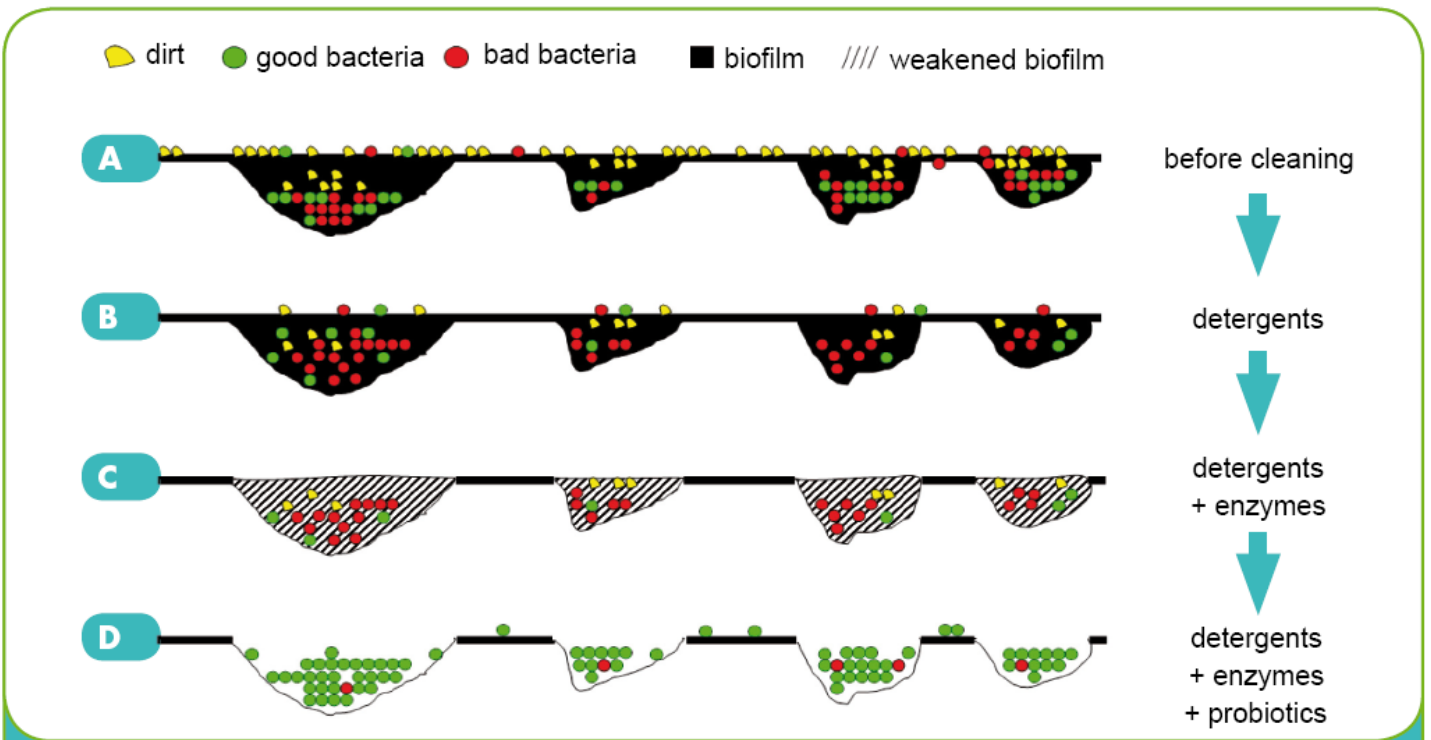 dirt good bacteria bad bacteria biofilm weakened biofilm
A before cleaning
B detergents
C detergents
+ enzymes
D detergents
+ enzymes
+ probiotics